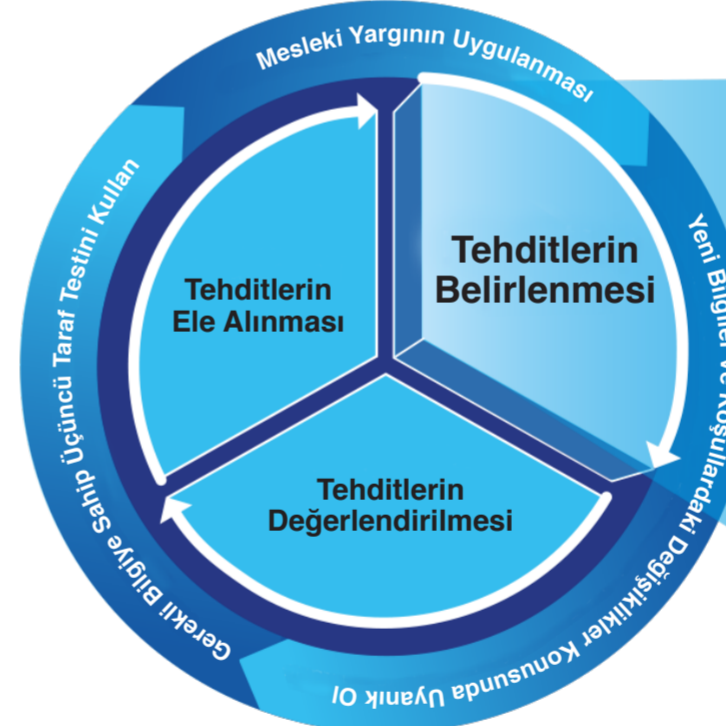 Mesleki Yargının Uygulanması
Yeni Bilgiler ve Koşullardaki Değişiklikler Konusunda Uyanık Ol
Gerekli Bilgiye Sahip Üçüncü Taraf Testini Kullan
Tehditlerin
Belirlenmesi
Tehditlerin
Ele Alınması
Tehditlerin
Değerlendirilmesi